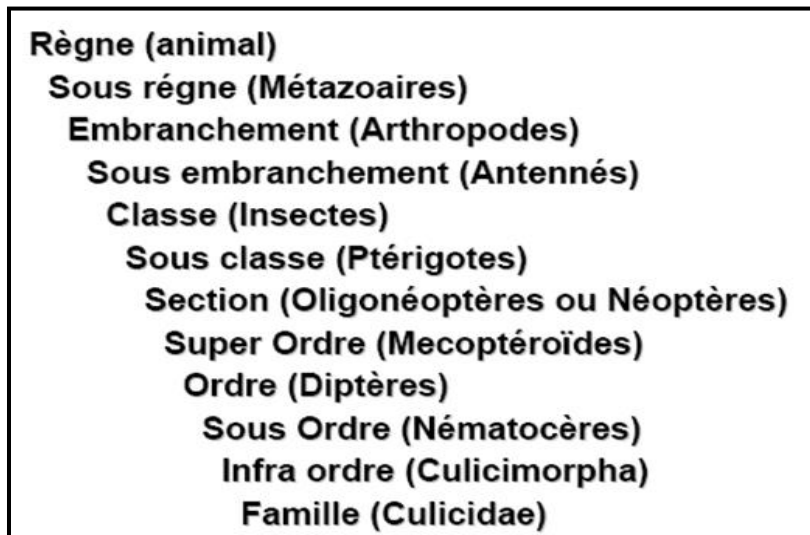 Règne (animal)
Sous régne (Métazoaires)
Embranchement (Arthropodes)
Sous embranchement (Antennés)
Classe (Insectes)
Sous classe (Ptérigotes)
Section (Oligonéoptères ou Néoptères)
Super Ordre (Mecoptéroïdes)
Ordre (Diptères)
Sous Ordre (Nématocères)
Infra ordre (Culicimorpha)
Famille (Culicidae)